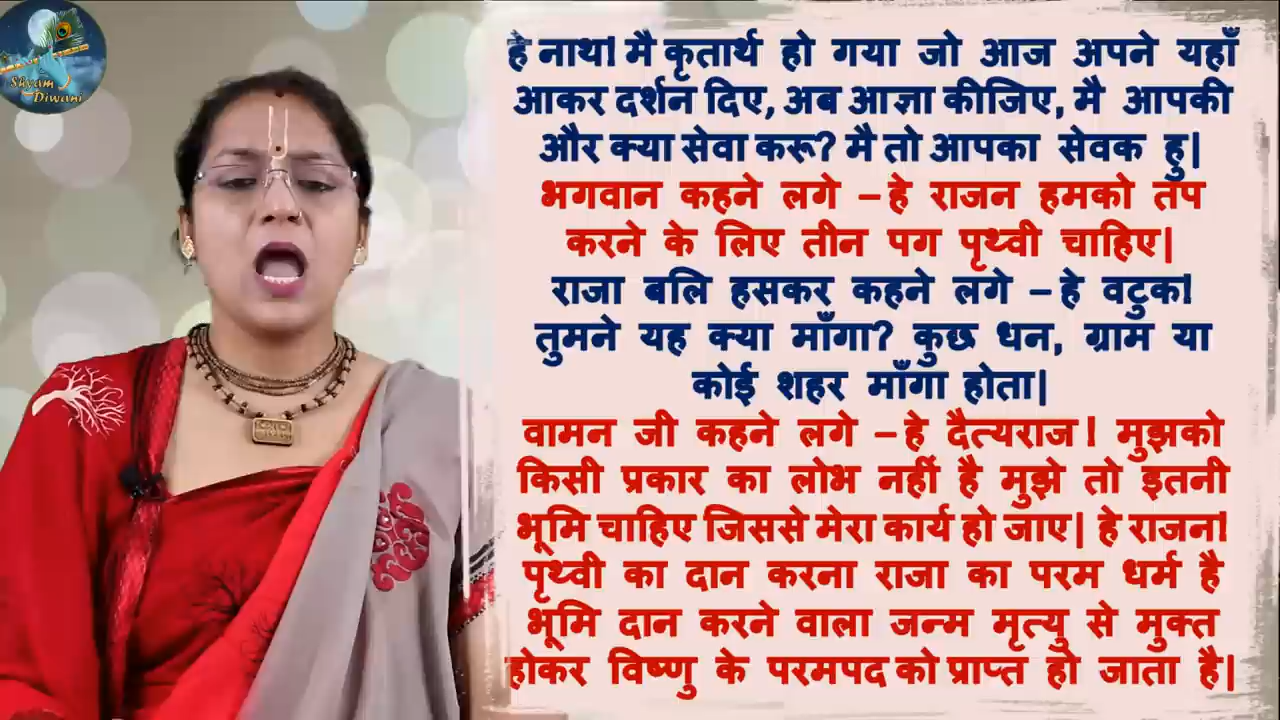 Shyam
Diwani
हे नाथ! मै कृतार्थ हो गया जो आज अपने यहाँ
आकर दर्शन दिए, अब आज्ञा कीजिए, मै आपकी
और क्या सेवा करू? मै तो आपका सेवक हु|
भगवान कहने लगे – हे राजन हमको तप
करने के लिए तीन पग पृथ्वी चाहिए|
राजा बलि हसकर कहने लगे – हे वटुक!
तुमने यह क्या माँगा? कुछ धन, ग्राम या
कोई शहर माँगा होता|
वामन जी कहने लगे – हे दैत्यराज ! मुझको
किसी प्रकार का लोभ नहीं है मुझे तो इतनी
भूमि चाहिए जिससे मेरा कार्य हो जाए| हे राजन!
पृथ्वी का दान करना राजा का परम धर्म है
भूमि दान करने वाला जन्म मृत्यु से मुक्त
होकर विष्णु के परमपद को प्राप्त हो जाता है|